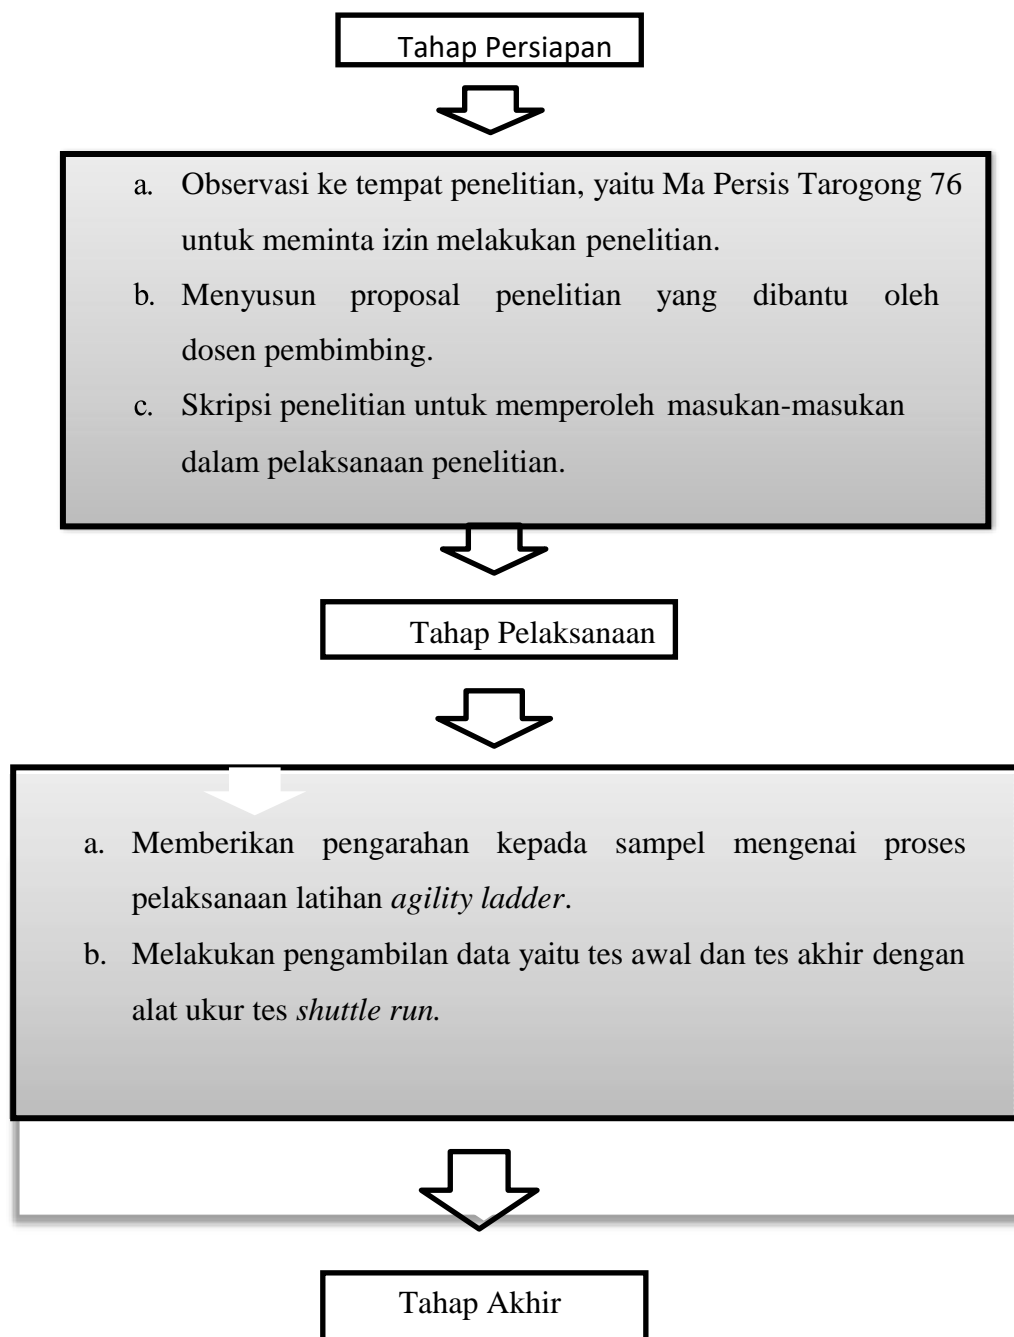 Tahap Persiapan
a. Observasi ke tempat penelitian, yaitu Ma Persis Tarogong 76
untuk meminta izin melakukan penelitian.
b. Menyusun proposal penelitian yang dibantu oleh
dosen pembimbing.
c. Skripsi penelitian untuk memperoleh masukan-masukan
dalam pelaksanaan penelitian.
Tahap Pelaksanaan
a. Memberikan pengarahan kepada sampel mengenai proses
pelaksanaan latihan agility ladder.
b. Melakukan pengambilan data yaitu tes awal dan tes akhir dengan
alat ukur tes shuttle run.
Tahap Akhir